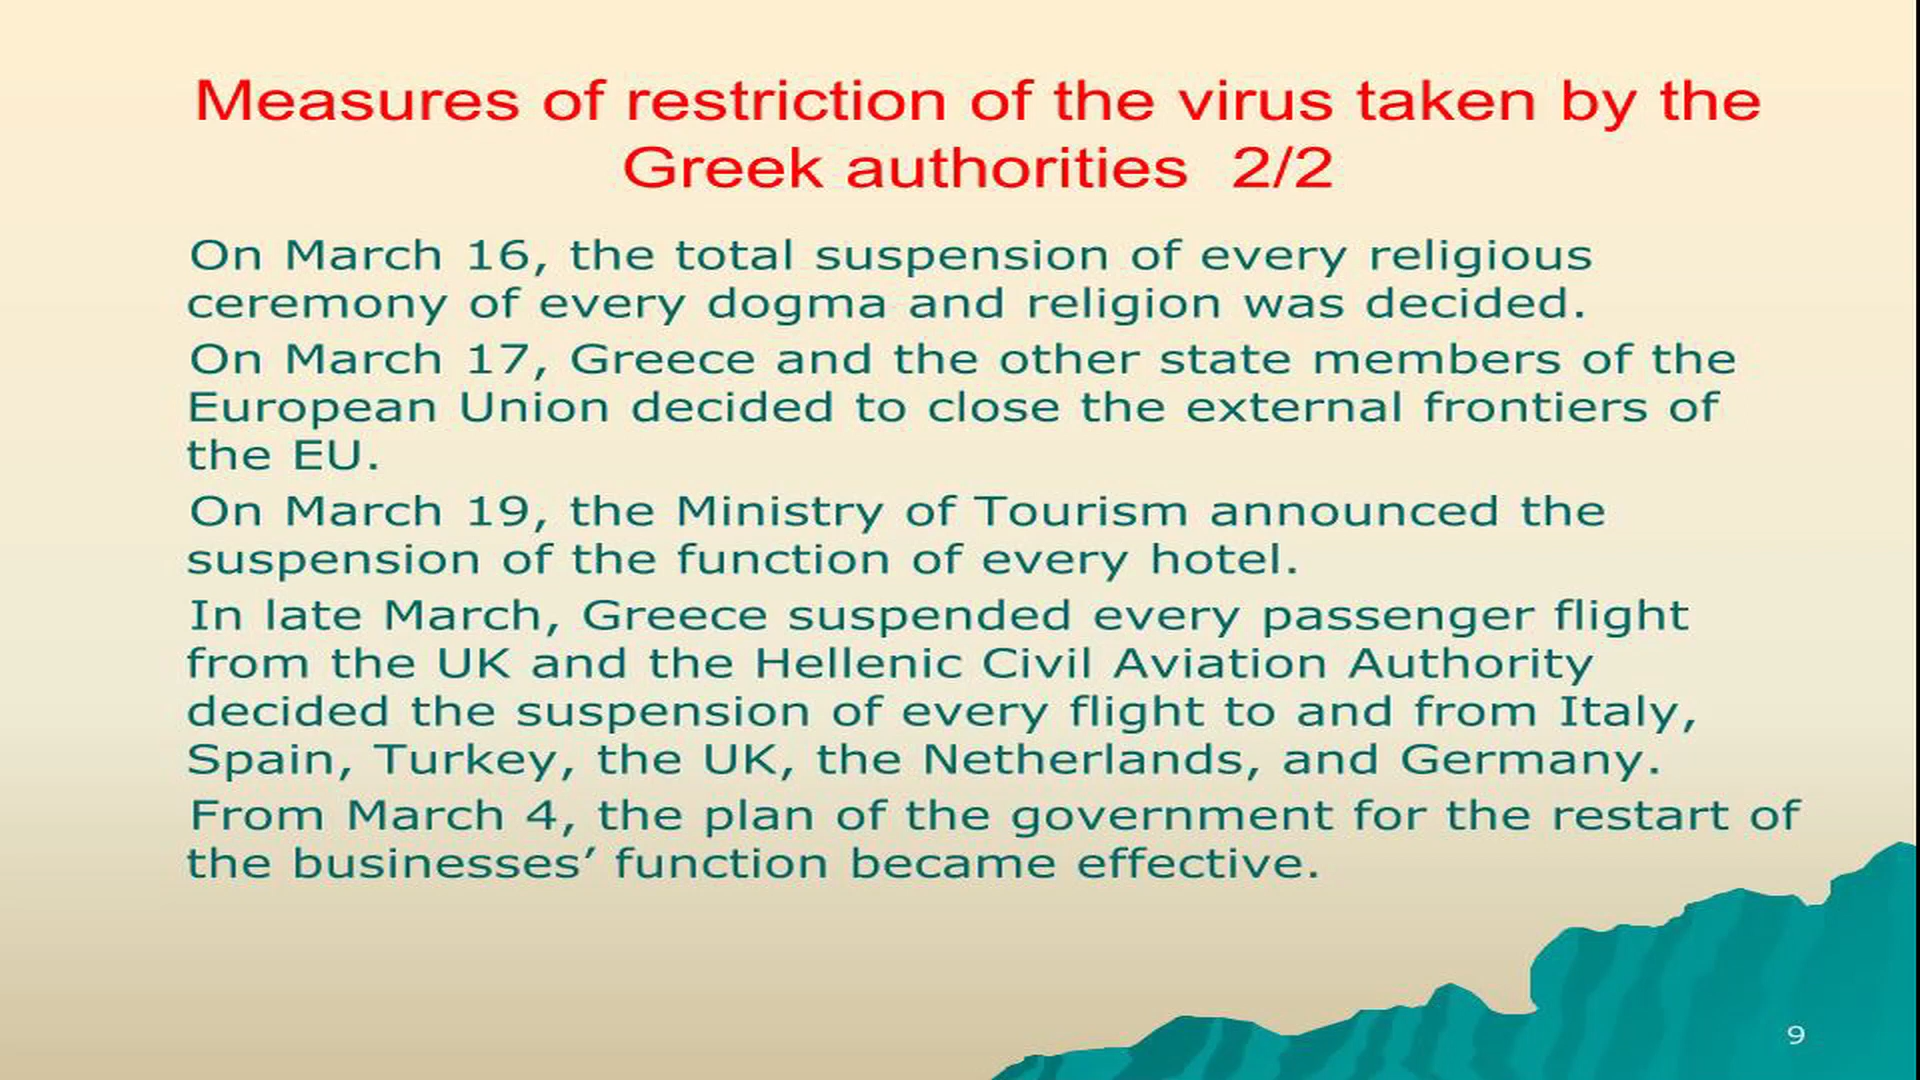 Measures of restriction of the virus taken by the
Greek authorities 2/2
On March 16, the total suspension of every religious
ceremony of every dogma and religion was decided.
On March 17, Greece and the other state members of the
European Union decided to close the external frontiers of
the EU.
On March 19, the Ministry of Tourism announced the
suspension of the function of every hotel.
In late March, Greece suspended every passenger flight
from the UK and the Hellenic Civil Aviation Authority
decided the suspension of every flight to and from Italy,
Spain, Turkey, the UK, the Netherlands, and Germany.
From March 4, the plan of the government for the restart of
the businesses’ function became effective.
9